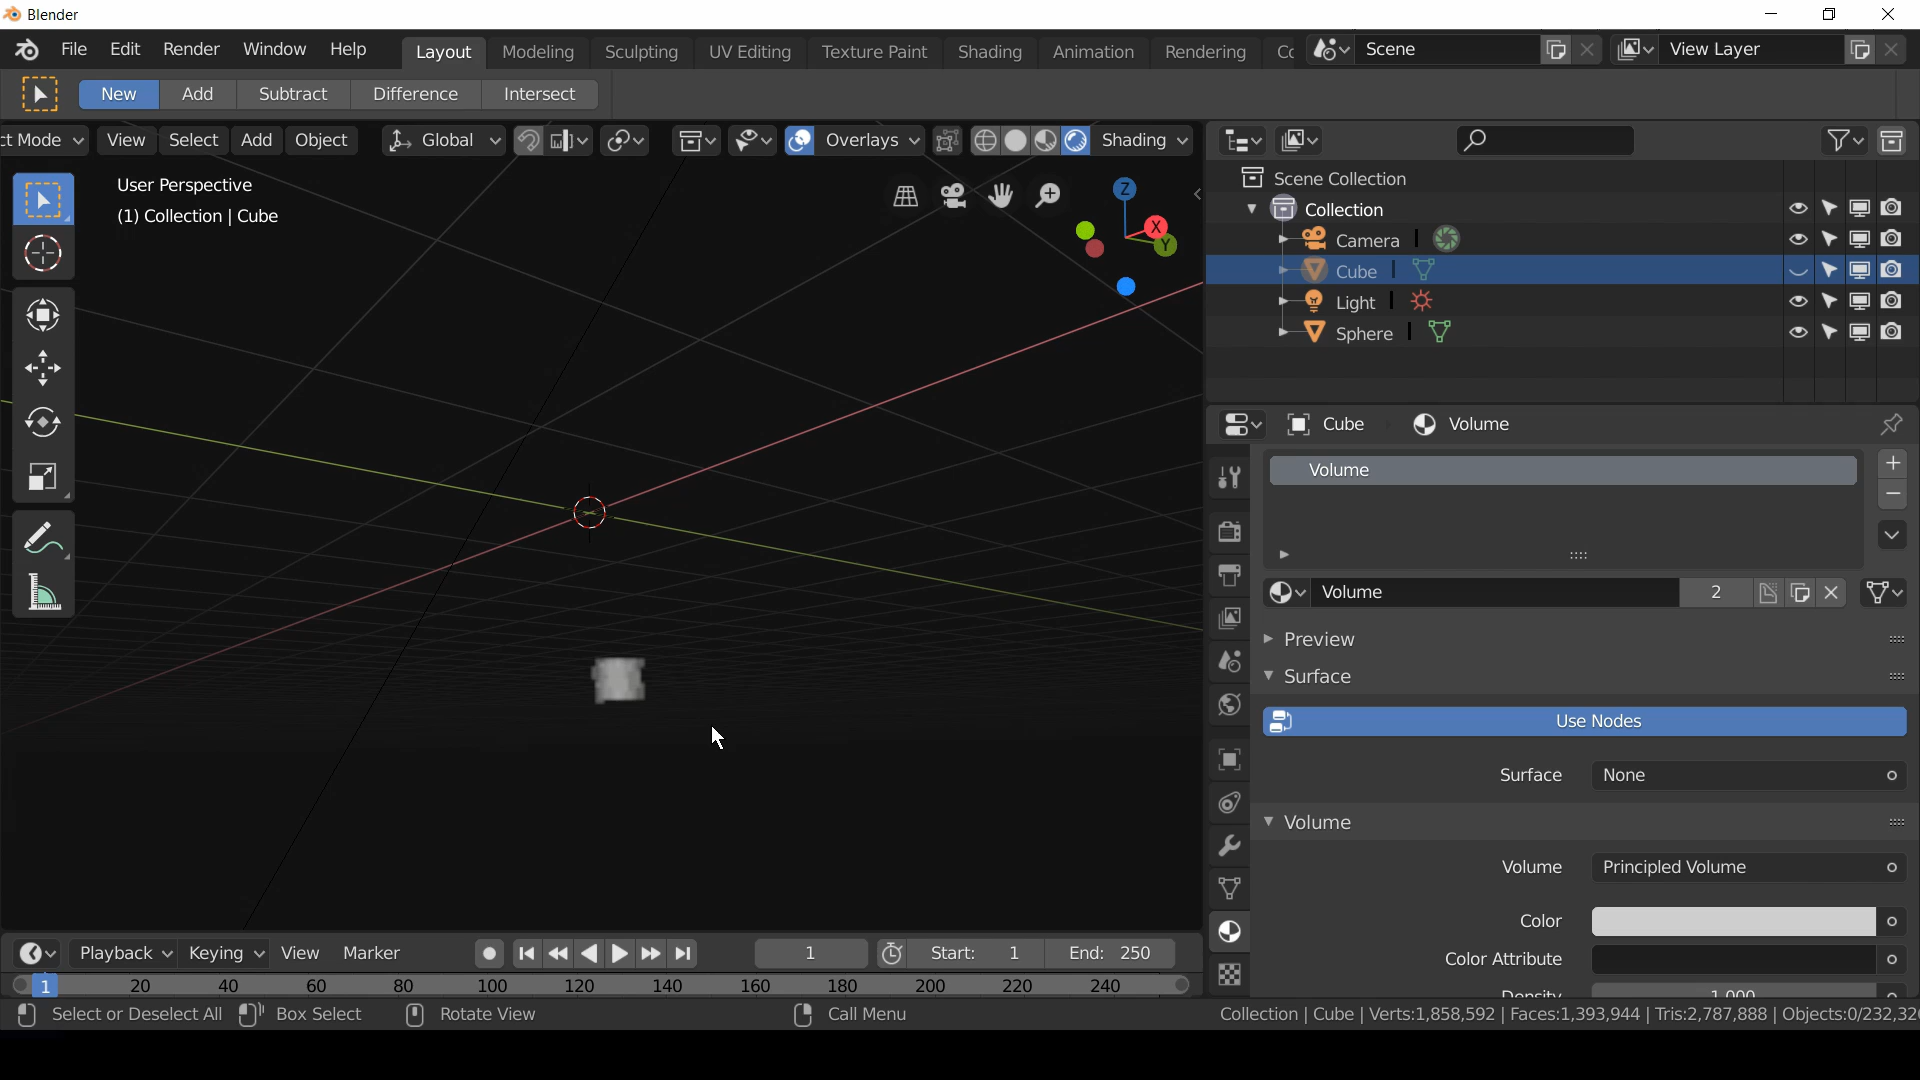 Blender
File Edit Render Window Help Layout Modeling Sculpting UV Editing Texture Paint Shading Animation Rendering Scene View Layer
New Add Subtract Difference Intersect
ct Mode View Select Add Object Global Overlays Shading
User Perspective
(1) Collection | Cube
Z
X
Y
Scene Collection
Collection
Camera
Cube
Light
Sphere
Cube Volume
Volume
Volume 2
Preview
Surface
Use Nodes
Surface None
Volume
Volume Principled Volume
Color
Color Attribute
Density 1.000
Playback Keying View Marker 1 Start: 1 End: 250
1 20 40 60 80 100 120 140 160 180 200 220 240
Select or Deselect All Box Select Rotate View Call Menu Collection | Cube | Verts:1,858,592 | Faces:1,393,944 | Tris:2,787,888 | Objects:0/232,32